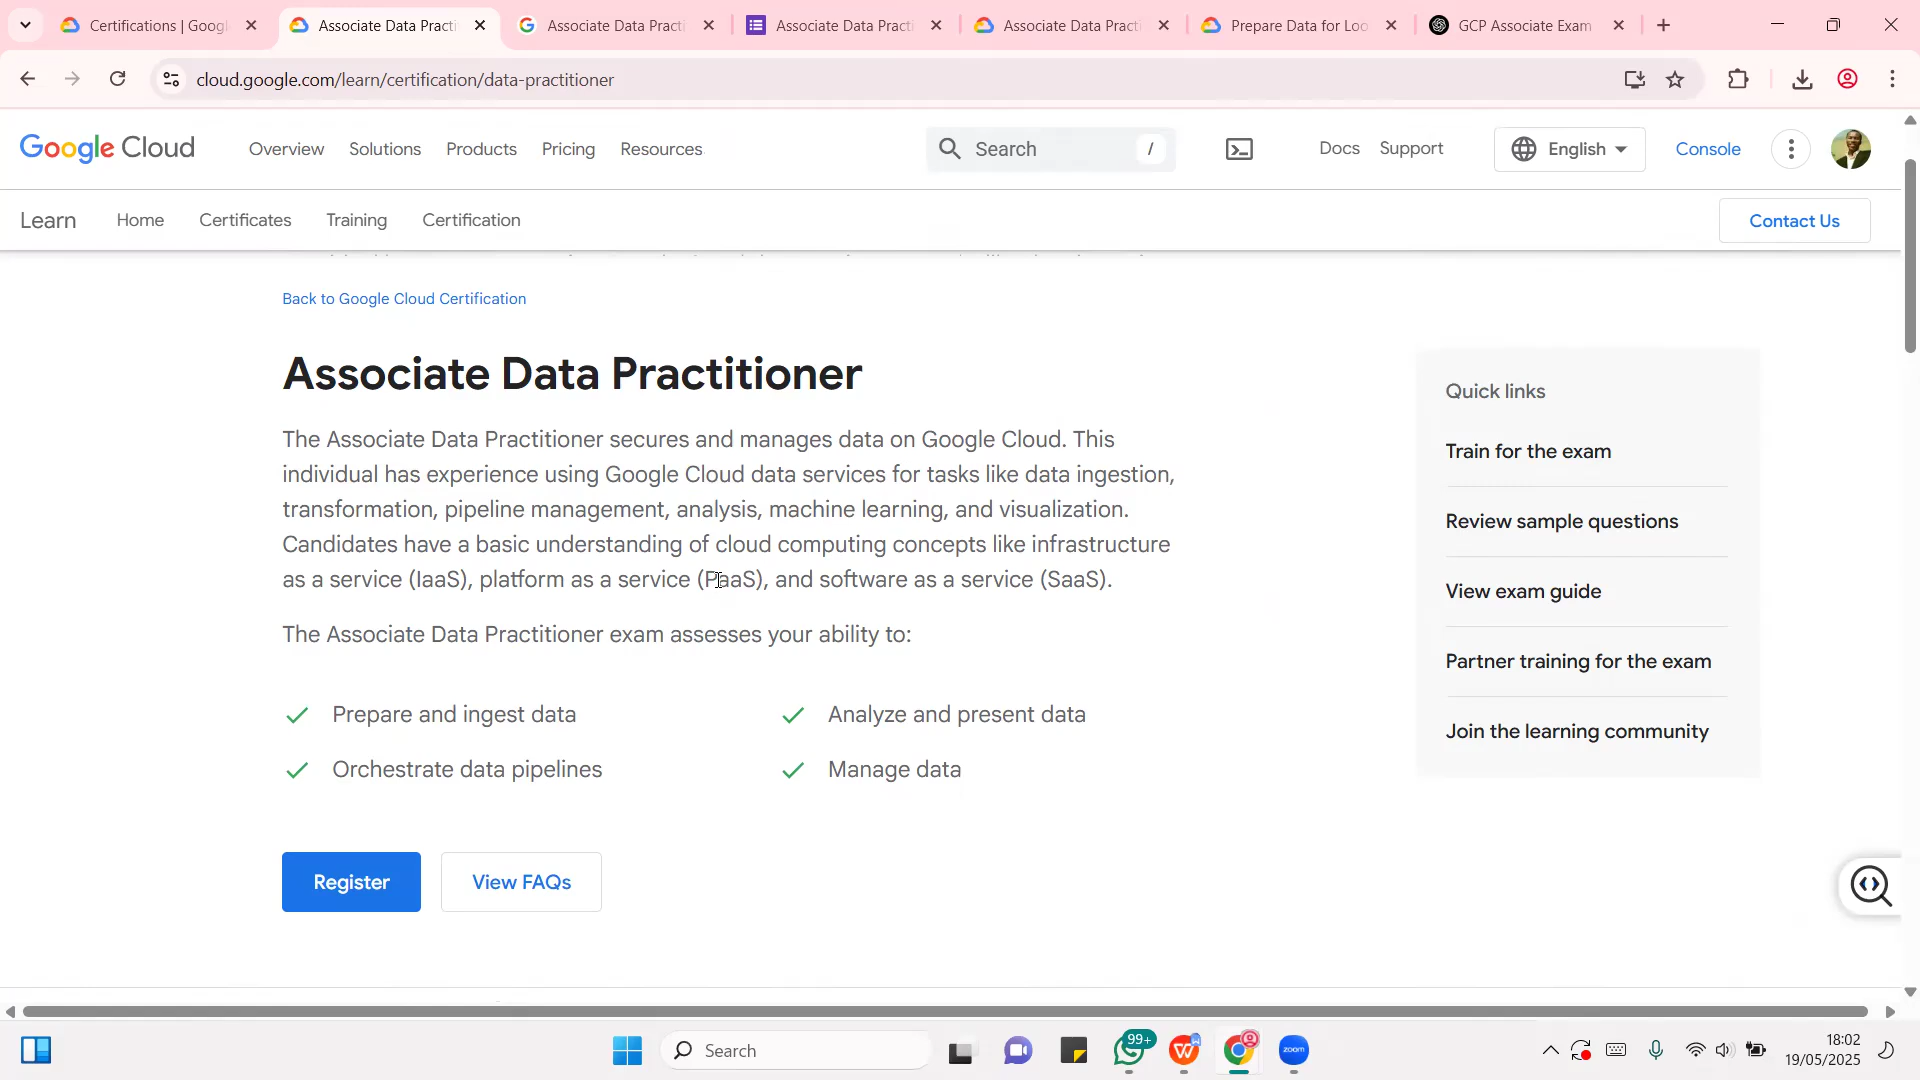 Certifications | Googl
Associate Data Practi
Associate Data Practi
Associate Data Practi
Associate Data Practi
Prepare Data for Loo
GCP Associate Exam
cloud.google.com/learn/certification/data-practitioner
Google Cloud
Overview
Solutions
Products
Pricing
Resources
Search
/
Docs
Support
English
Console
Learn
Home
Certificates
Training
Certification
Contact Us
Back to Google Cloud Certification
Associate Data Practitioner
The Associate Data Practitioner secures and manages data on Google Cloud. This
individual has experience using Google Cloud data services for tasks like data ingestion,
transformation, pipeline management, analysis, machine learning, and visualization.
Candidates have a basic understanding of cloud computing concepts like infrastructure
as a service (IaaS), platform as a service (PaaS), and software as a service (SaaS).
The Associate Data Practitioner exam assesses your ability to:
Prepare and ingest data
Analyze and present data
Orchestrate data pipelines
Manage data
Register
View FAQs
Quick links
Train for the exam
Review sample questions
View exam guide
Partner training for the exam
Join the learning community
Search
99+
zoom
18:02
19/05/2025